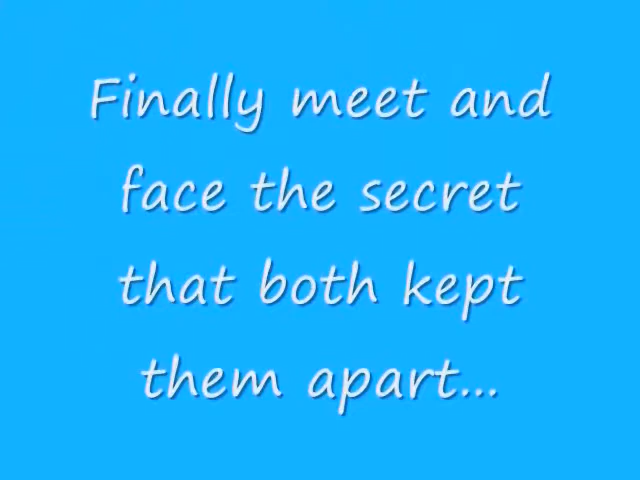 Finally meet and
face the secret
that both kept
them apart...